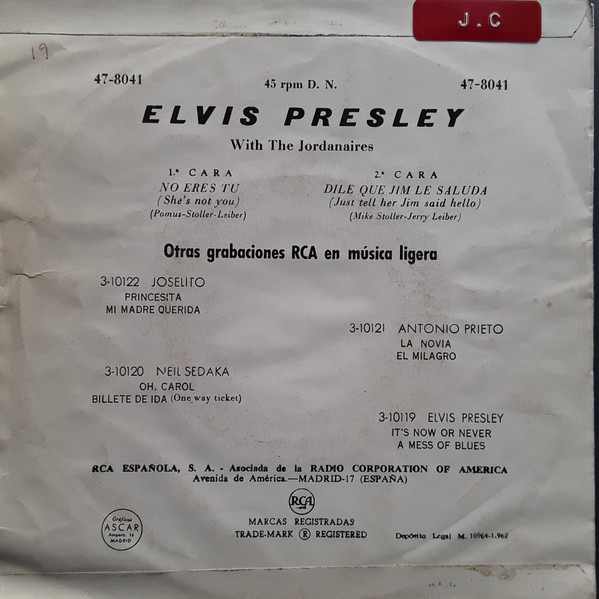 J.C
19
47-8041 45 rpm D. N. 47-8041
ELVIS PRESLEY
With The Jordanaires
1.ª CARA
NO ERES TU
(She's not you)
(Pomus-Stoller-Leiber)
2.ª CARA
DILE QUE JIM LE SALUDA
(Just tell her Jim said hello)
(Mike Stoller-Jerry Leiber)
Otras grabaciones RCA en música ligera
3-10122 JOSELITO
PRINCESITA
MI MADRE QUERIDA
3-10121 ANTONIO PRIETO
LA NOVIA
EL MILAGRO
3-10120 NEIL SEDAKA
OH, CAROL
BILLETE DE IDA (One way ticket)
3-10119 ELVIS PRESLEY
IT'S NOW OR NEVER
A MESS OF BLUES
RCA ESPAÑOLA, S. A. - Asociada de la RADIO CORPORATION OF AMERICA
Avenida de América.—MADRID-17 (ESPAÑA)
RCA
MARCAS REGISTRADAS
TRADE-MARK ® REGISTERED
Gráficas
ASCAR
Amparo, 16
MADRID
Depósito Legal M. 10964-1.962